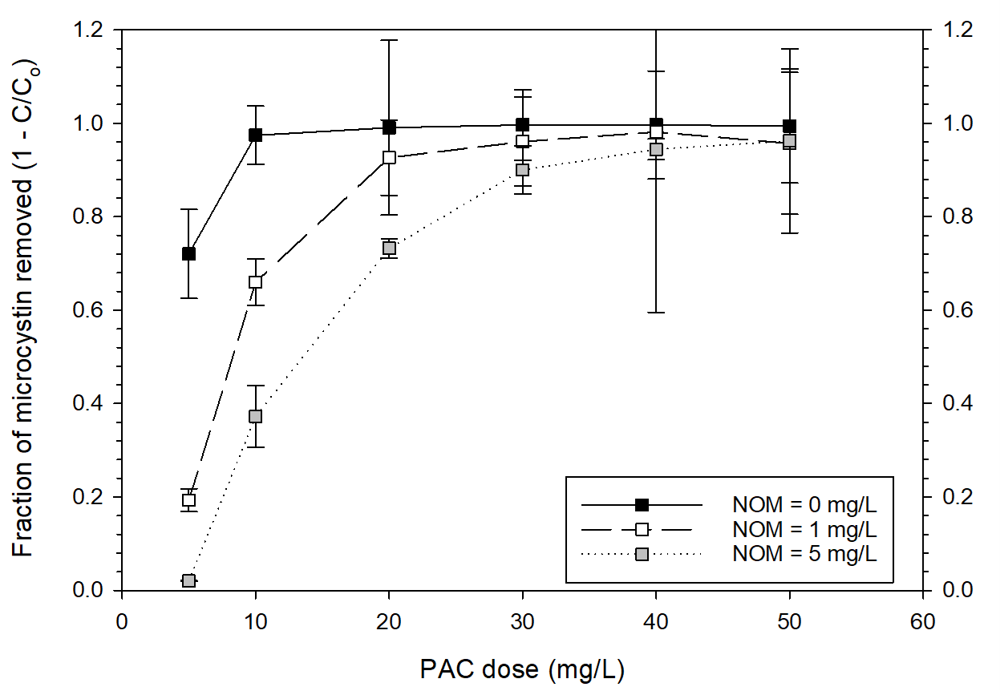 Fraction of microcystin removed (1 - C/Co)
1.2
1.0
0.8
0.6
0.4
0.2
0.0
1.2
1.0
0.8
0.6
0.4
0.2
0.0
NOM = 0 mg/L
NOM = 1 mg/L
NOM = 5 mg/L
0 10 20 30 40 50 60
PAC dose (mg/L)